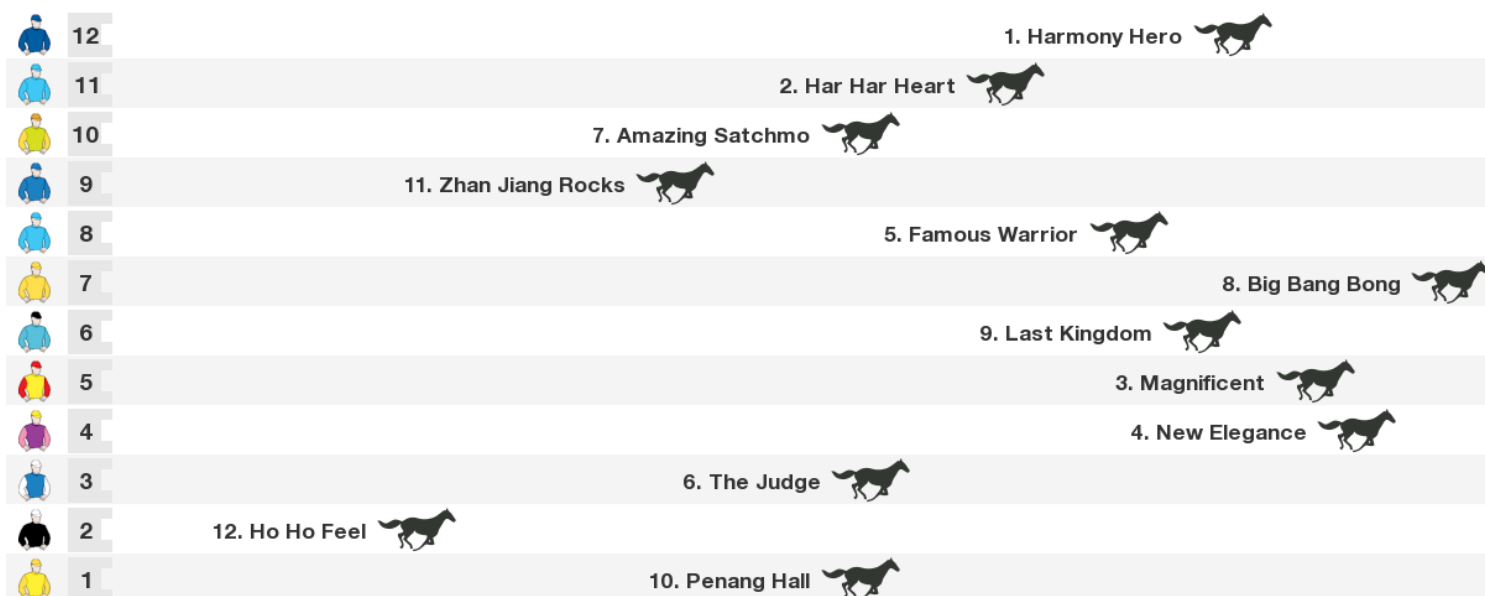 12 1. Harmony Hero
11 2. Har Har Heart
10 7. Amazing Satchmo
9 11. Zhan Jiang Rocks
8 5. Famous Warrior
7 8. Big Bang Bong
6 9. Last Kingdom
5 3. Magnificent
4 4. New Elegance
3 6. The Judge
2 12. Ho Ho Feel
1 10. Penang Hall